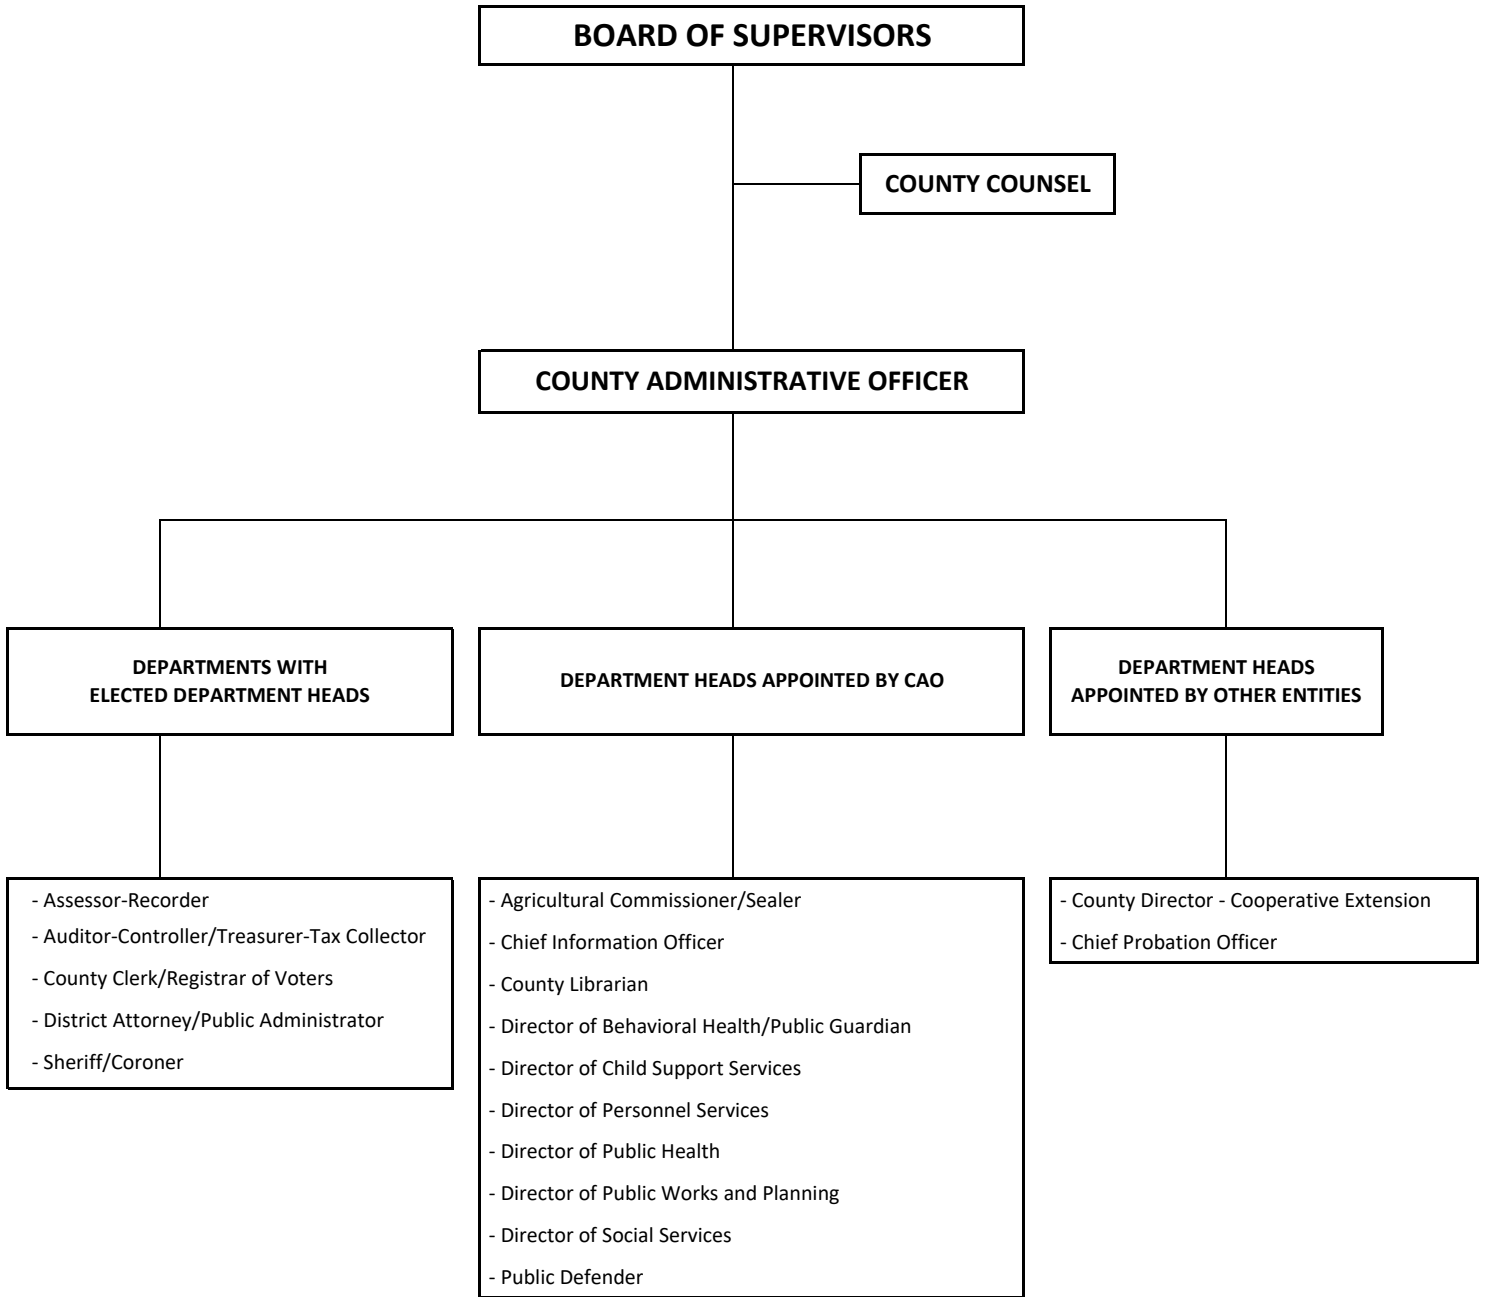 BOARD OF SUPERVISORS
COUNTY COUNSEL
COUNTY ADMINISTRATIVE OFFICER
DEPARTMENTS WITH
ELECTED DEPARTMENT HEADS
DEPARTMENT HEADS APPOINTED BY CAO
DEPARTMENT HEADS
APPOINTED BY OTHER ENTITIES
- Assessor-Recorder
- Auditor-Controller/Treasurer-Tax Collector
- County Clerk/Registrar of Voters
- District Attorney/Public Administrator
- Sheriff/Coroner
- Agricultural Commissioner/Sealer
- Chief Information Officer
- County Librarian
- Director of Behavioral Health/Public Guardian
- Director of Child Support Services
- Director of Personnel Services
- Director of Public Health
- Director of Public Works and Planning
- Director of Social Services
- Public Defender
- County Director - Cooperative Extension
- Chief Probation Officer